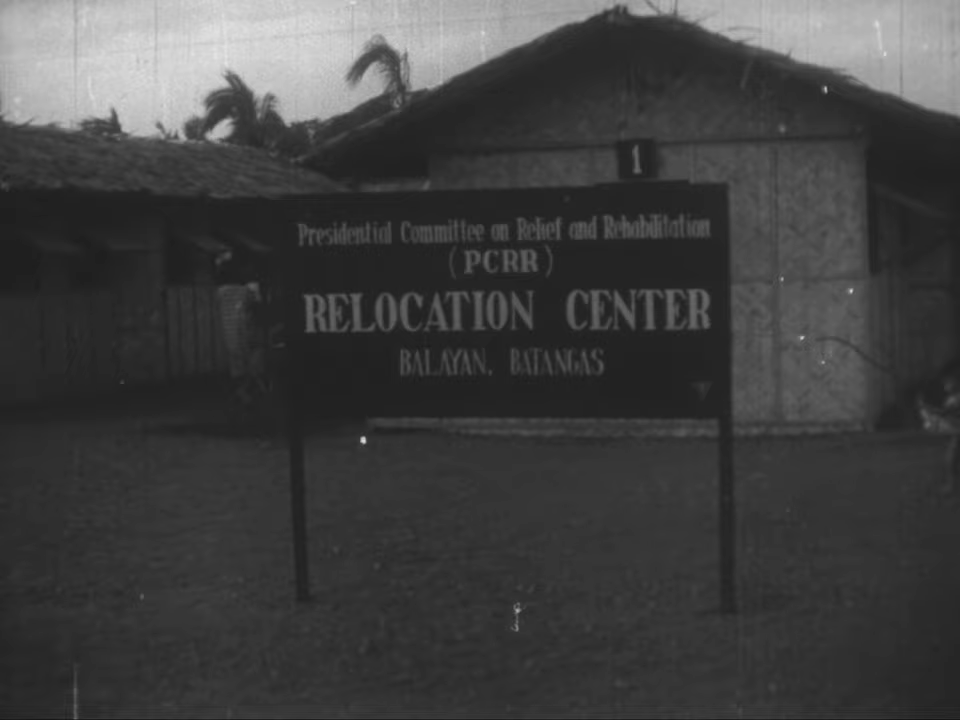 1
Presidential Committee on Relief and Rehabilitation
(PCRR)
RELOCATION CENTER
BALAYAN, BATANGAS